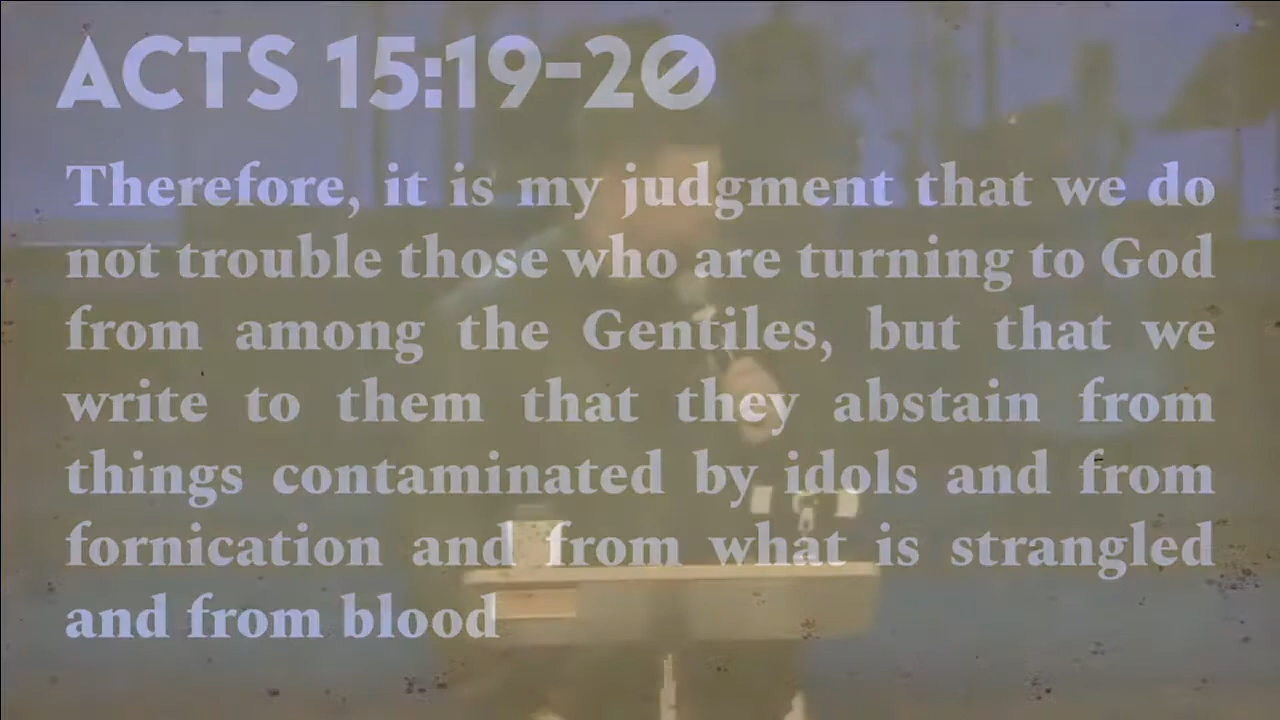 ACTS 15:19-20
Therefore, it is my judgment that we do
not trouble those who are turning to God
from among the Gentiles, but that we
write to them that they abstain from
things contaminated by idols and from
fornication and from what is strangled
and from blood